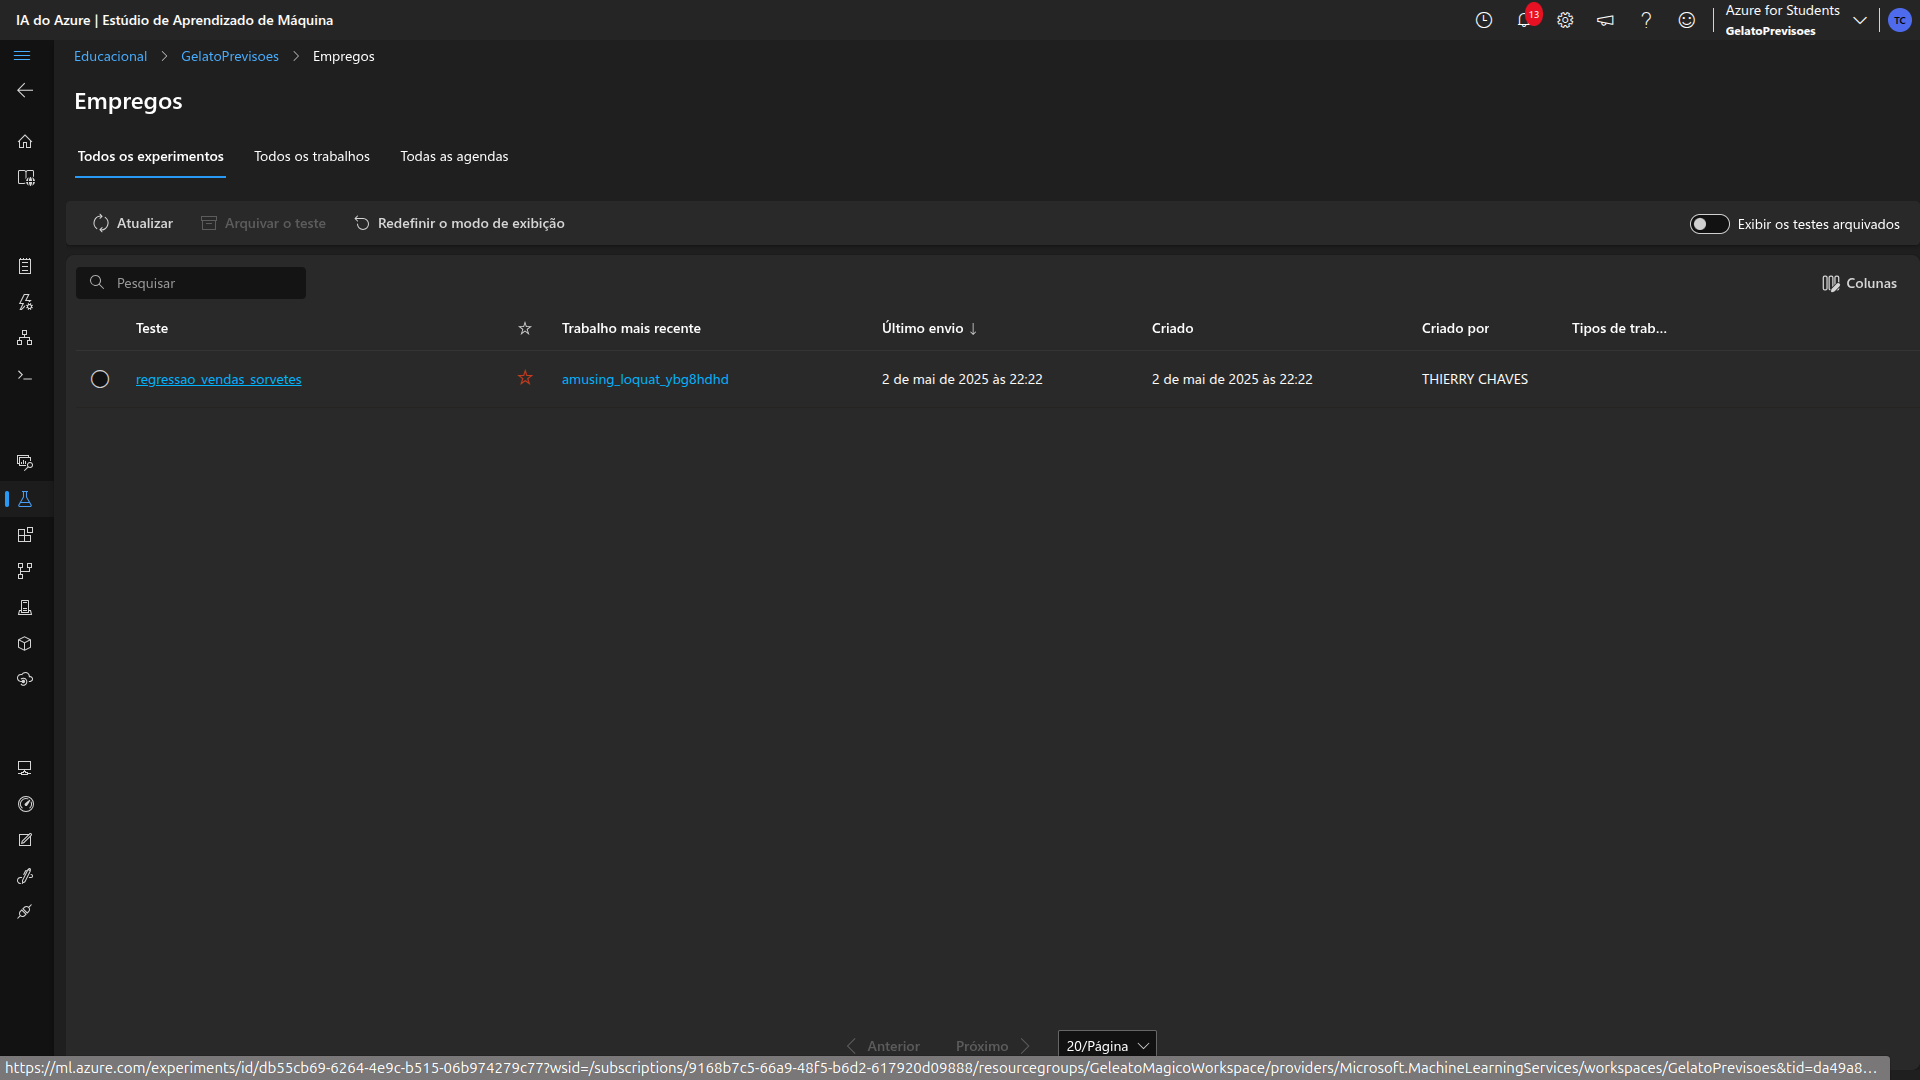 IA do Azure | Estúdio de Aprendizado de Máquina
13
Azure for Students
GelatoPrevisoes
TC
Educacional > GelatoPrevisoes > Empregos
Empregos
Todos os experimentos Todos os trabalhos Todas as agendas
Atualizar Arquivar o teste Redefinir o modo de exibição Exibir os testes arquivados
Pesquisar Colunas
Teste Trabalho mais recente Último envio ↓ Criado Criado por Tipos de trab...
regressao_vendas_sorvetes amusing_loquat_ybg8hdhd 2 de mai de 2025 às 22:22 2 de mai de 2025 às 22:22 THIERRY CHAVES
Anterior Próximo 20/Página
https://ml.azure.com/experiments/id/db55cb69-6264-4e9c-b515-06b974279c77?wsid=/subscriptions/9168b7c5-66a9-48f5-b6d2-617920d09888/resourcegroups/GeleatoMagicoWorkspace/providers/Microsoft.MachineLearningServices/workspaces/GelatoPrevisoes&tid=da49a8...